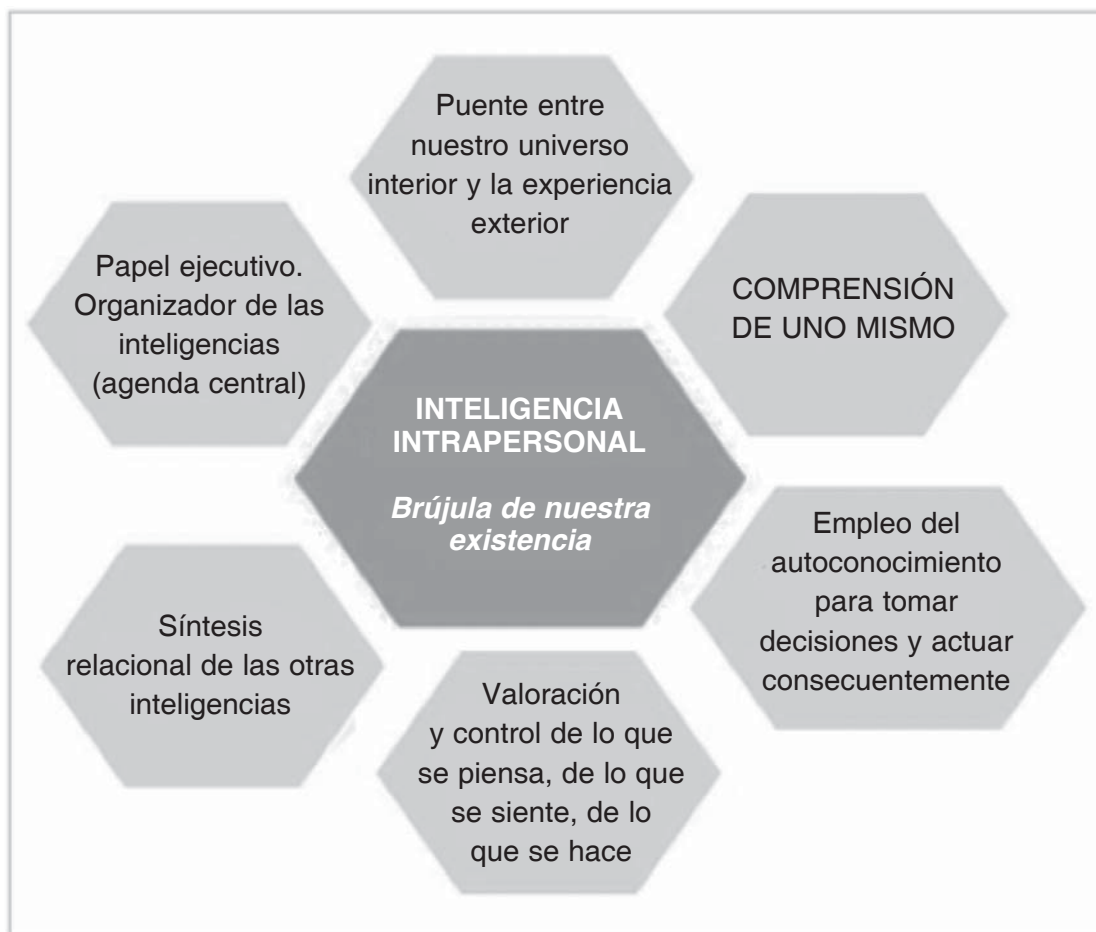 Puente entre
nuestro universo
interior y la experiencia
exterior
COMPRENSIÓN
DE UNO MISMO
Empleo del
autoconocimiento
para tomar
decisiones y actuar
consecuentemente
Valoración
y control de lo que
se piensa, de lo que
se siente, de lo
que se hace
Síntesis
relacional de las otras
inteligencias
Papel ejecutivo.
Organizador de las
inteligencias
(agenda central)
INTELIGENCIA
INTRAPERSONAL
Brújula de nuestra
existencia